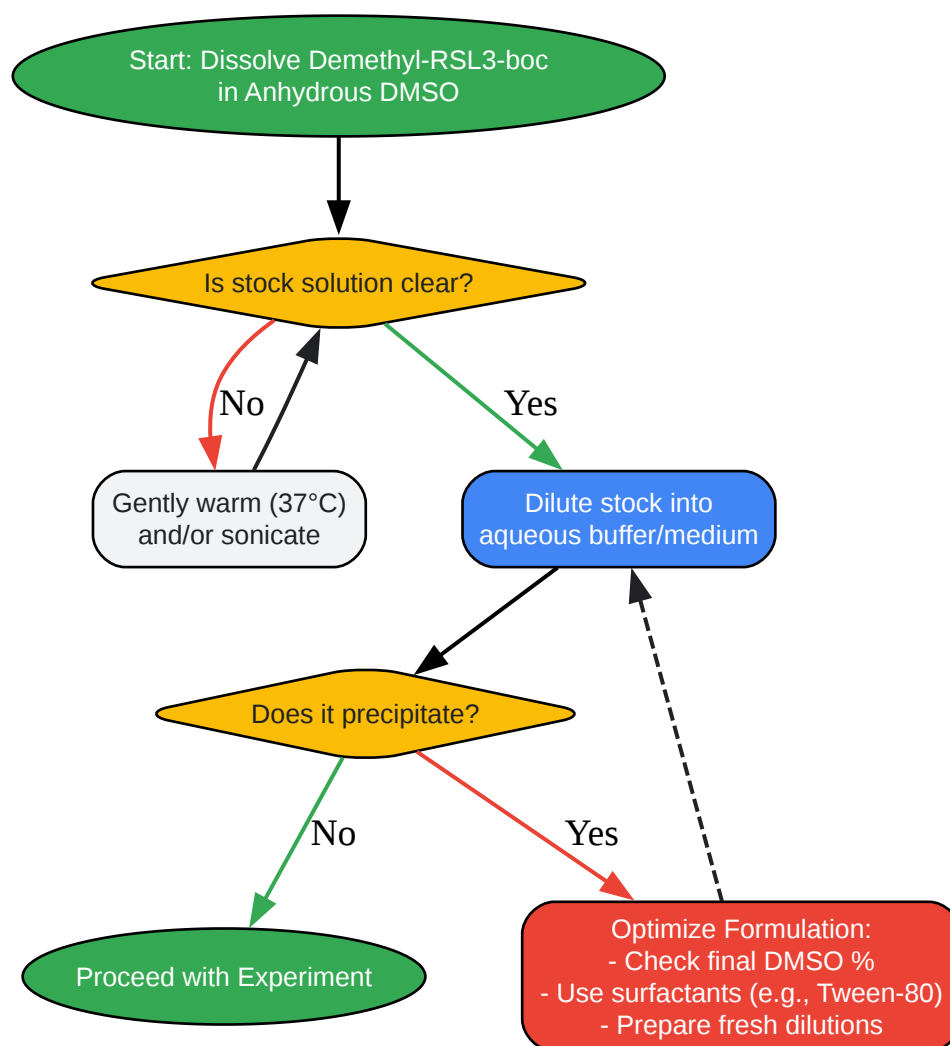 Start: Dissolve Demethyl-RSL3-boc
in Anhydrous DMSO
Is stock solution clear?
No
Yes
Gently warm (37°C)
and/or sonicate
Dilute stock into
aqueous buffer/medium
Does it precipitate?
No
Yes
Proceed with Experiment
Optimize Formulation:
- Check final DMSO %
- Use surfactants (e.g., Tween-80)
- Prepare fresh dilutions